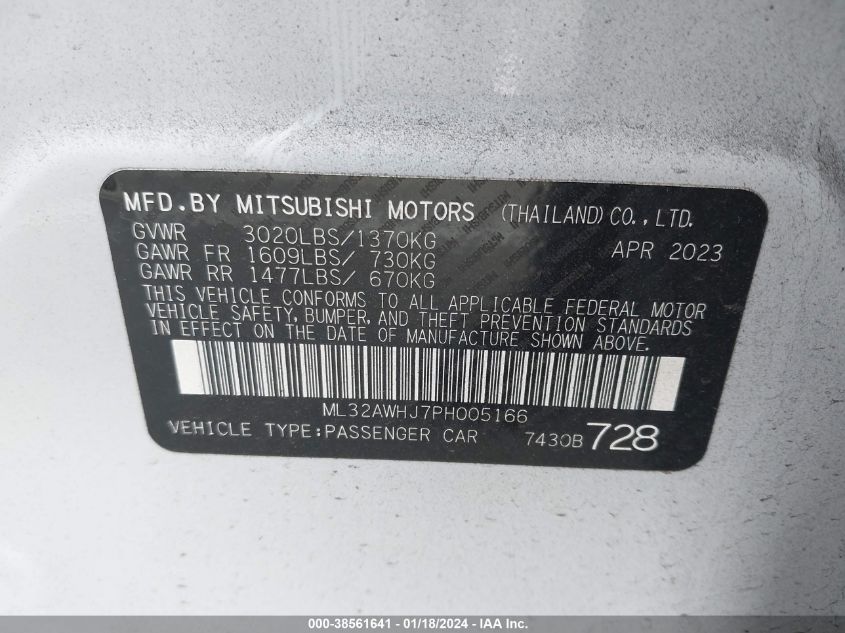 MFD.BY MITSUBISHI MOTORS (THAILAND) CO., LTD.
GVWR 3020LBS/1370KG APR 2023
GAWR FR 1609LBS/ 730KG
GAWR RR 1477LBS/ 670KG
THIS VEHICLE CONFORMS TO ALL APPLICABLE FEDERAL MOTOR
VEHICLE SAFETY, BUMPER, AND THEFT PREVENTION STANDARDS
IN EFFECT ON THE DATE OF MANUFACTURE SHOWN ABOVE.
ML32AWHJ7PH005166
VEHICLE TYPE:PASSENGER CAR 7430B 728
000-38561641 - 01/18/2024 - IAA Inc.